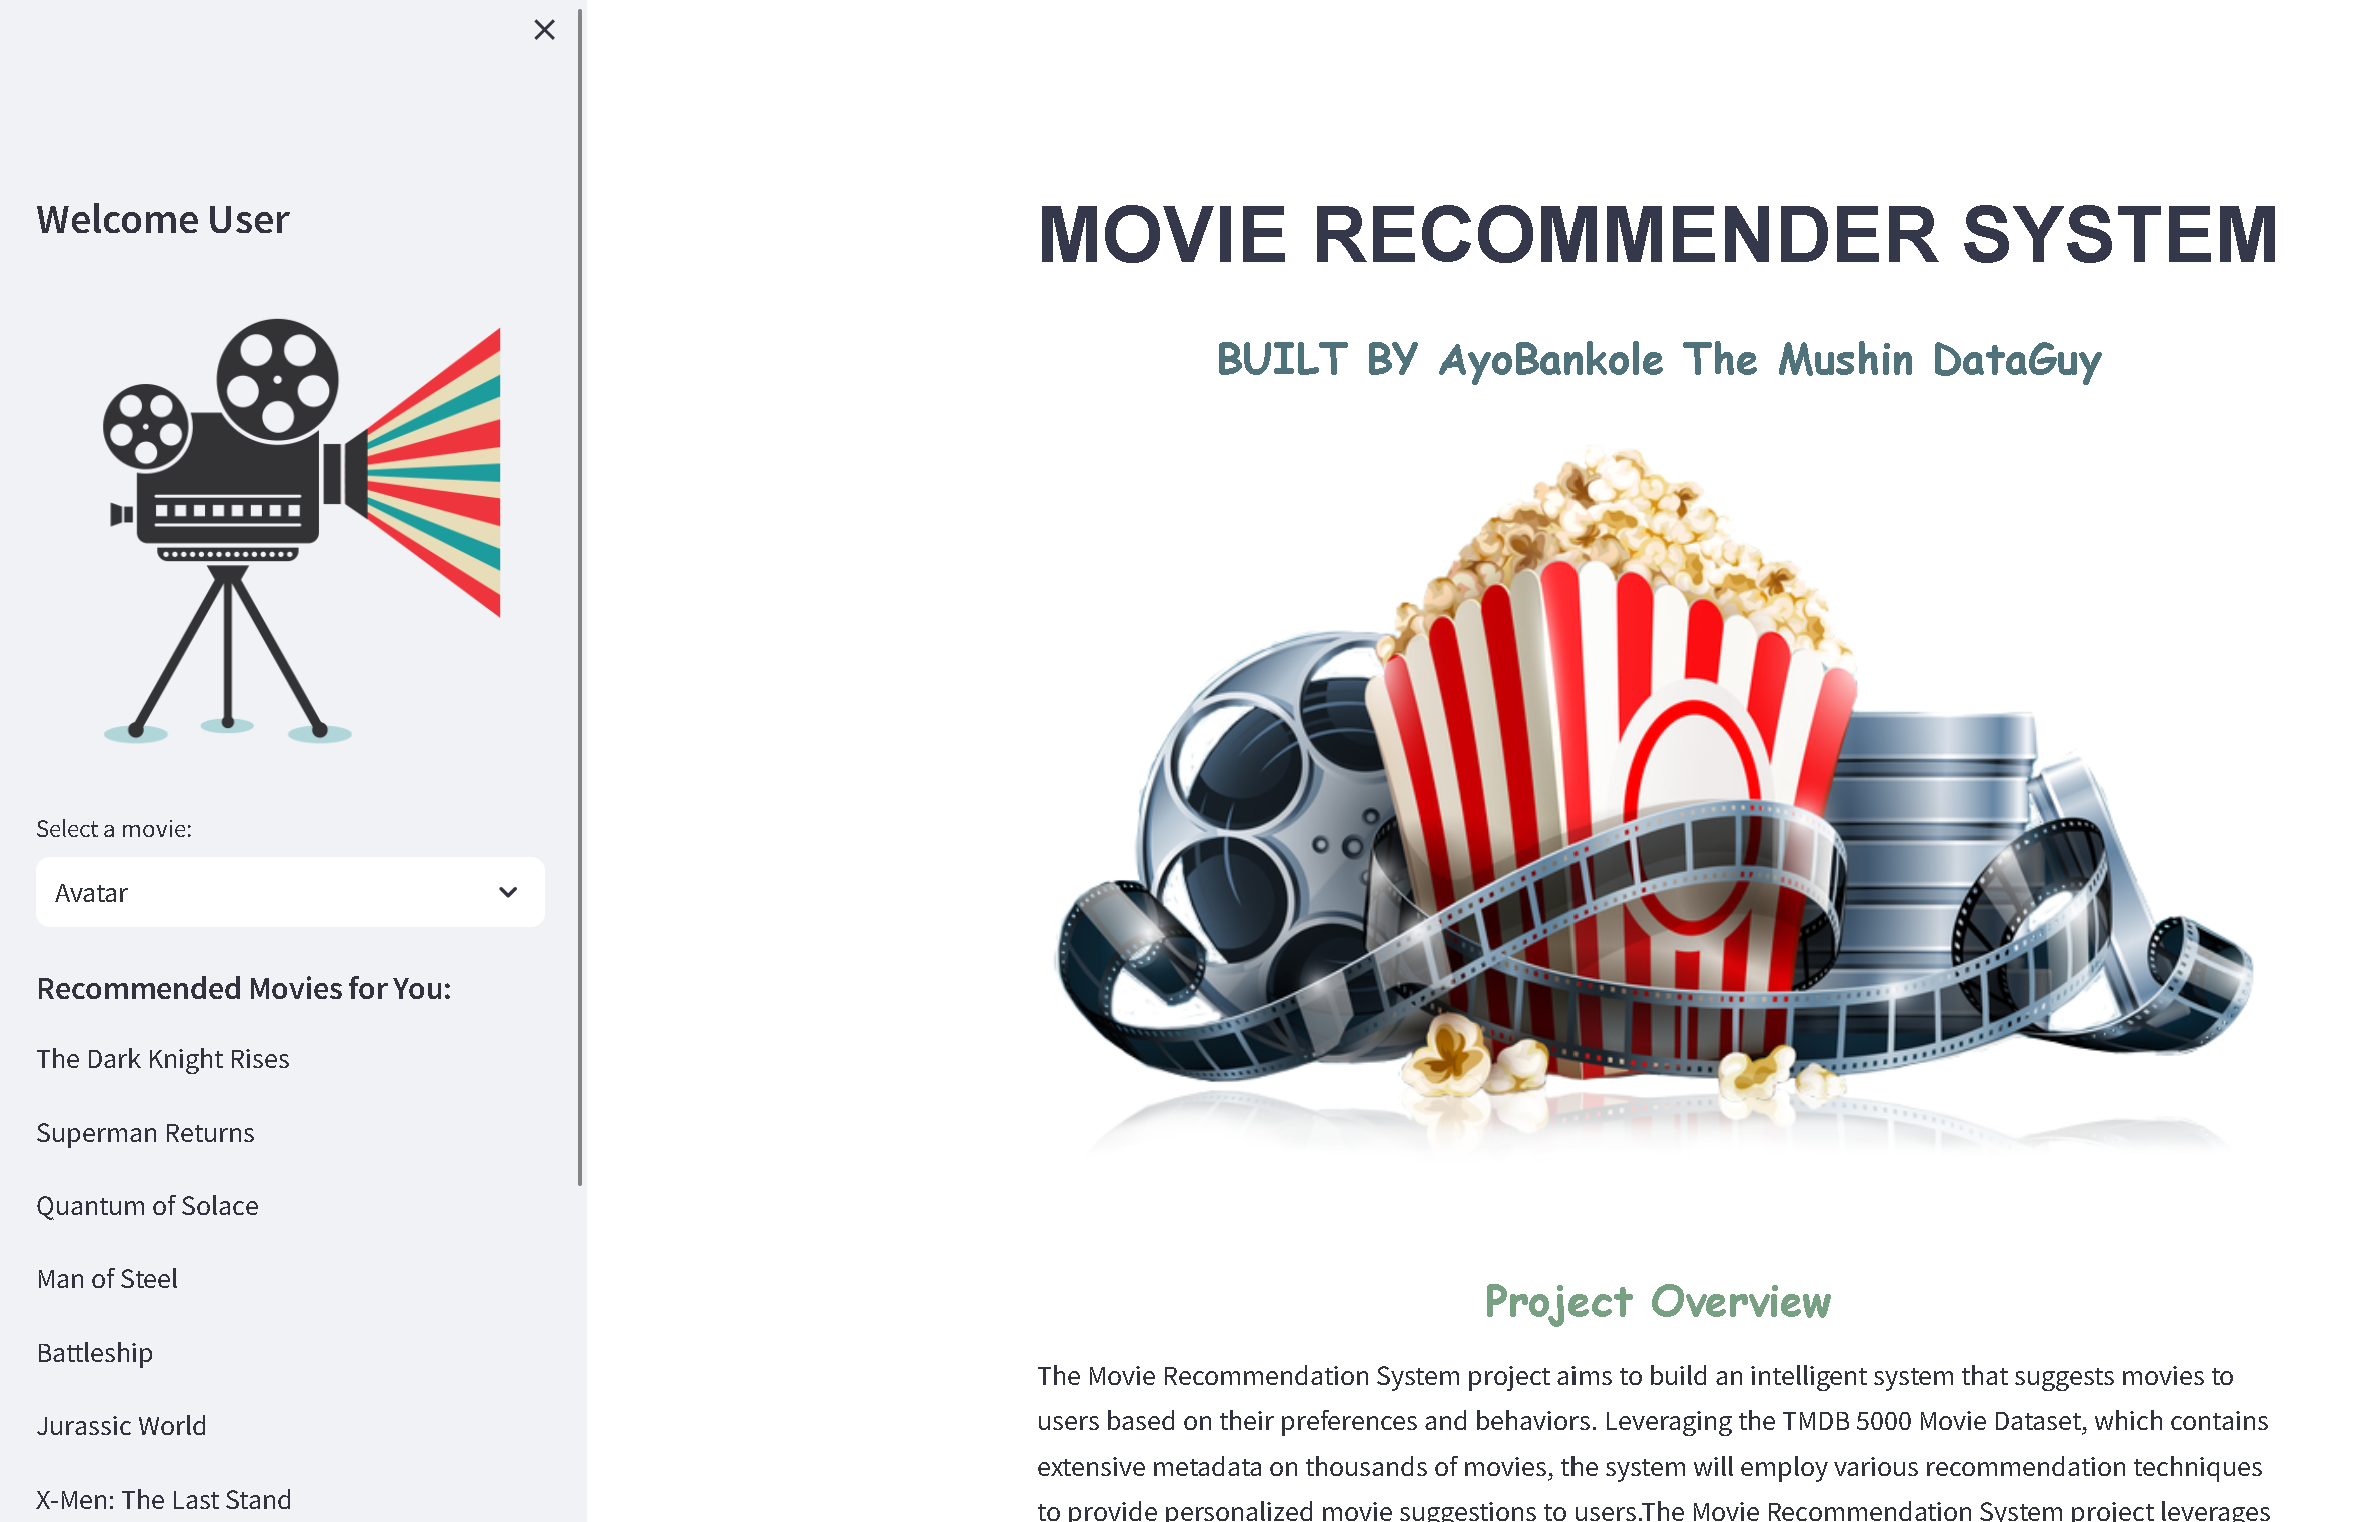 Welcome User
Select a movie:
Avatar
Recommended Movies for You:
The Dark Knight Rises
Superman Returns
Quantum of Solace
Man of Steel
Battleship
Jurassic World
X-Men: The Last Stand
MOVIE RECOMMENDER SYSTEM
BUILT BY AyoBankole The Mushin DataGuy
Project Overview
The Movie Recommendation System project aims to build an intelligent system that suggests movies to
users based on their preferences and behaviors. Leveraging the TMDB 5000 Movie Dataset, which contains
extensive metadata on thousands of movies, the system will employ various recommendation techniques
to provide personalized movie suggestions to users.The Movie Recommendation System project leverages